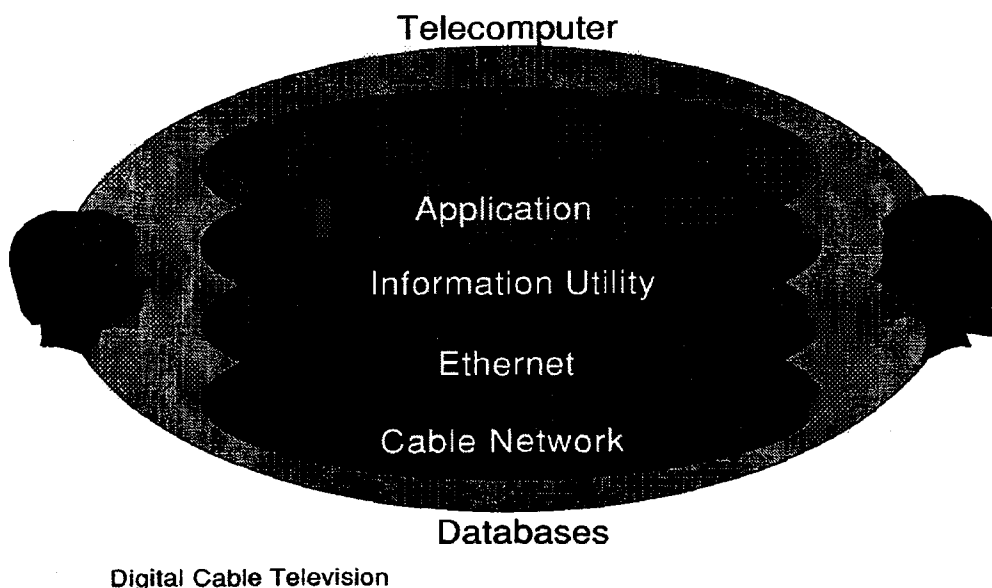 Telecomputer
Application
Information Utility
Ethernet
Cable Network
Databases
Digital Cable Television